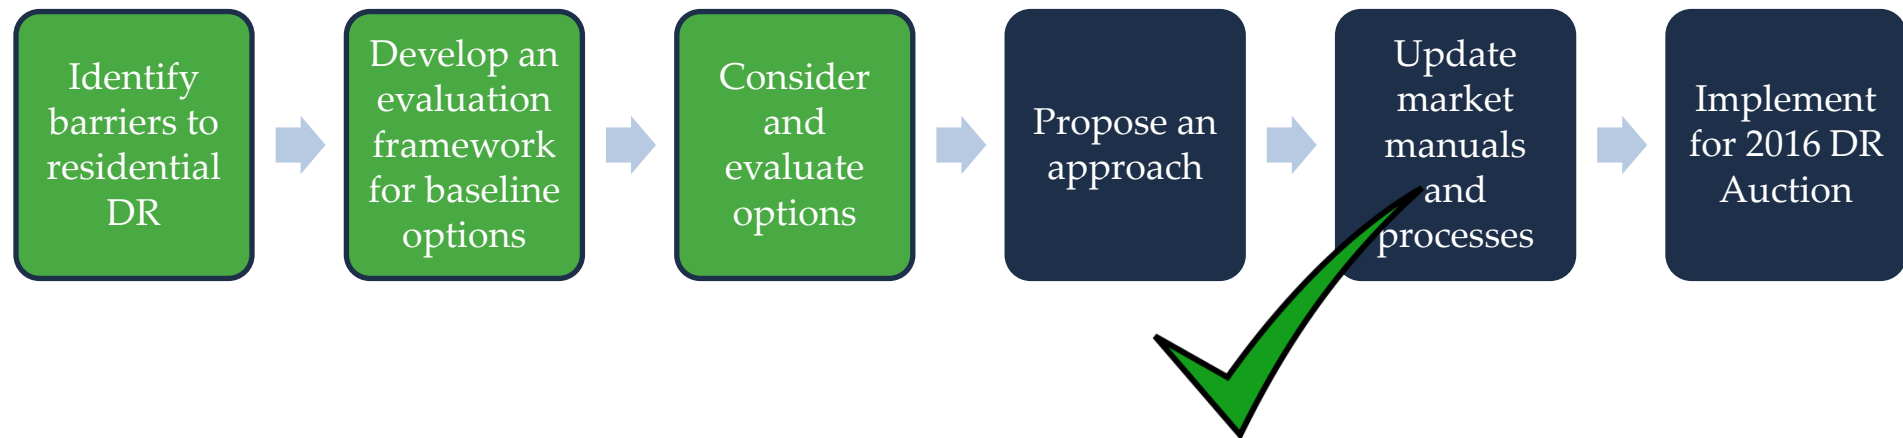 Identify
barriers to
residential
DR
Develop an
evaluation
framework
for baseline
options
Consider
and
evaluate
options
Propose an
approach
Update
market
manuals
and
processes
Implement
for 2016 DR
Auction